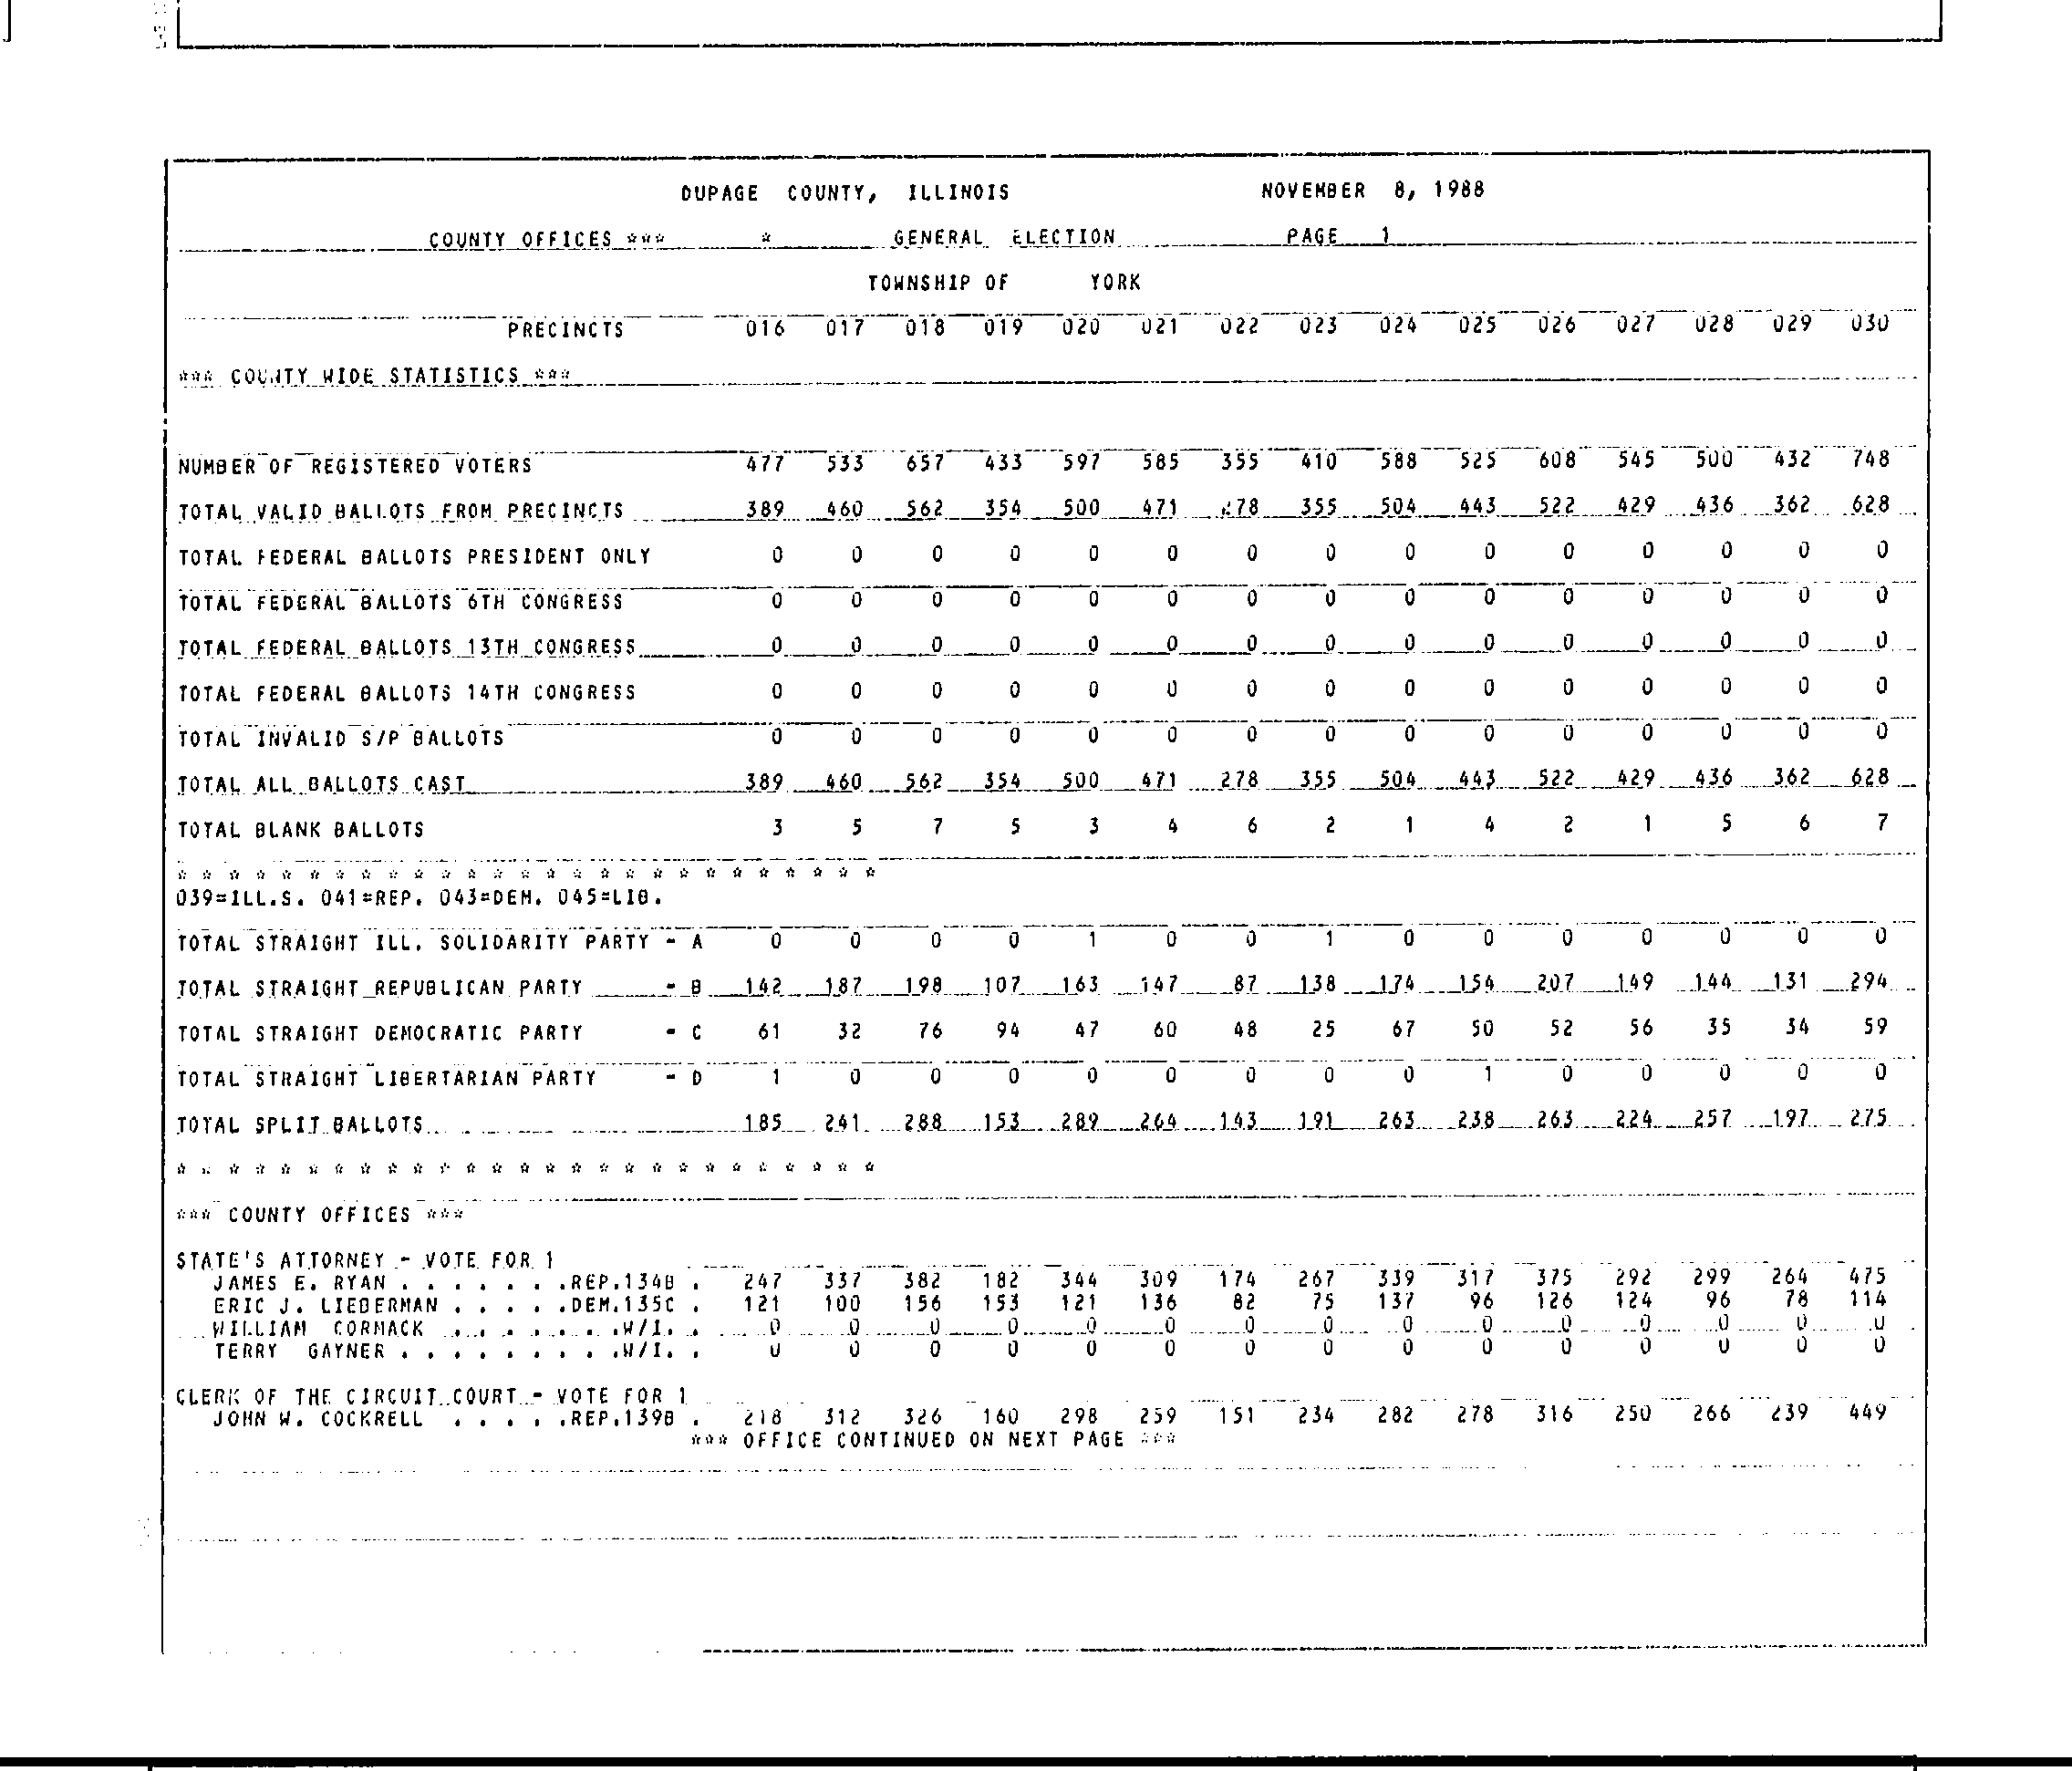 DUPAGE COUNTY, ILLINOIS NOVEMBER 8, 1988
COUNTY OFFICES *** * GENERAL ELECTION PAGE 1
TOWNSHIP OF YORK
PRECINCTS 016 017 018 019 020 021 022 023 024 025 026 027 028 029 030
*** COUNTY WIDE STATISTICS ***
NUMBER OF REGISTERED VOTERS 477 533 657 433 597 585 355 410 588 525 608 545 500 432 748
TOTAL VALID BALLOTS FROM PRECINCTS 389 460 562 354 500 471 278 355 504 443 522 429 436 362 628
TOTAL FEDERAL BALLOTS PRESIDENT ONLY 0 0 0 0 0 0 0 0 0 0 0 0 0 0 0
TOTAL FEDERAL BALLOTS 6TH CONGRESS 0 0 0 0 0 0 0 0 0 0 0 0 0 0 0
TOTAL FEDERAL BALLOTS 13TH CONGRESS 0 0 0 0 0 0 0 0 0 0 0 0 0 0 0
TOTAL FEDERAL BALLOTS 14TH CONGRESS 0 0 0 0 0 0 0 0 0 0 0 0 0 0 0
TOTAL INVALID S/P BALLOTS 0 0 0 0 0 0 0 0 0 0 0 0 0 0 0
TOTAL ALL BALLOTS CAST 389 460 562 354 500 471 278 355 504 443 522 429 436 362 628
TOTAL BLANK BALLOTS 3 5 7 5 3 4 6 2 1 4 2 1 5 6 7
* * * * * * * * * * * * * * * * * * * * * * * * * * *
039=ILL.S. 041=REP. 043=DEM. 045=LIB.
TOTAL STRAIGHT ILL. SOLIDARITY PARTY - A 0 0 0 0 1 0 0 1 0 0 0 0 0 0 0
TOTAL STRAIGHT REPUBLICAN PARTY - B 142 187 198 107 163 147 87 138 174 154 207 149 144 131 294
TOTAL STRAIGHT DEMOCRATIC PARTY - C 61 32 76 94 47 60 48 25 67 50 52 56 35 34 59
TOTAL STRAIGHT LIBERTARIAN PARTY - D 1 0 0 0 0 0 0 0 0 1 0 0 0 0 0
TOTAL SPLIT BALLOTS 185 241 288 153 289 264 143 191 263 238 263 224 257 197 275
* * * * * * * * * * * * * * * * * * * * * * * * * * *
*** COUNTY OFFICES ***
STATE'S ATTORNEY - VOTE FOR 1
JAMES E. RYAN . . . . . . .REP.134B . 247 337 382 182 344 309 174 267 339 317 375 292 299 264 475
ERIC J. LIEBERMAN . . . . .DEM.135C . 121 100 156 153 121 136 82 75 137 96 126 124 96 78 114
WILLIAM CORMACK . . . . . . .W/I. . 0 0 0 0 0 0 0 0 0 0 0 0 0 0 0
TERRY GAYNER . . . . . . . . .W/I. . 0 0 0 0 0 0 0 0 0 0 0 0 0 0 0
CLERK OF THE CIRCUIT COURT - VOTE FOR 1
JOHN W. COCKRELL . . . . .REP.139B . 218 312 326 160 298 259 151 234 282 278 316 250 266 239 449
*** OFFICE CONTINUED ON NEXT PAGE ***